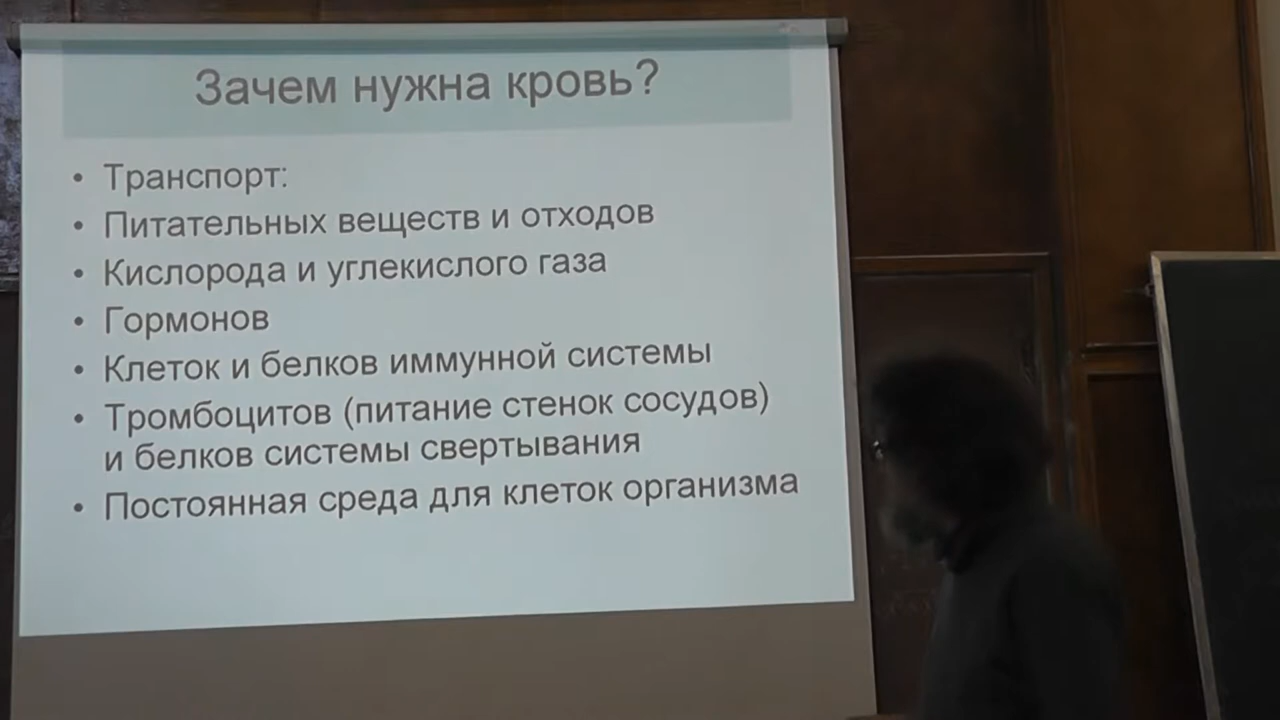 Зачем нужна кровь?
• Транспорт:
• Питательных веществ и отходов
• Кислорода и углекислого газа
• Гормонов
• Клеток и белков иммунной системы
• Тромбоцитов (питание стенок сосудов)
и белков системы свертывания
• Постоянная среда для клеток организма